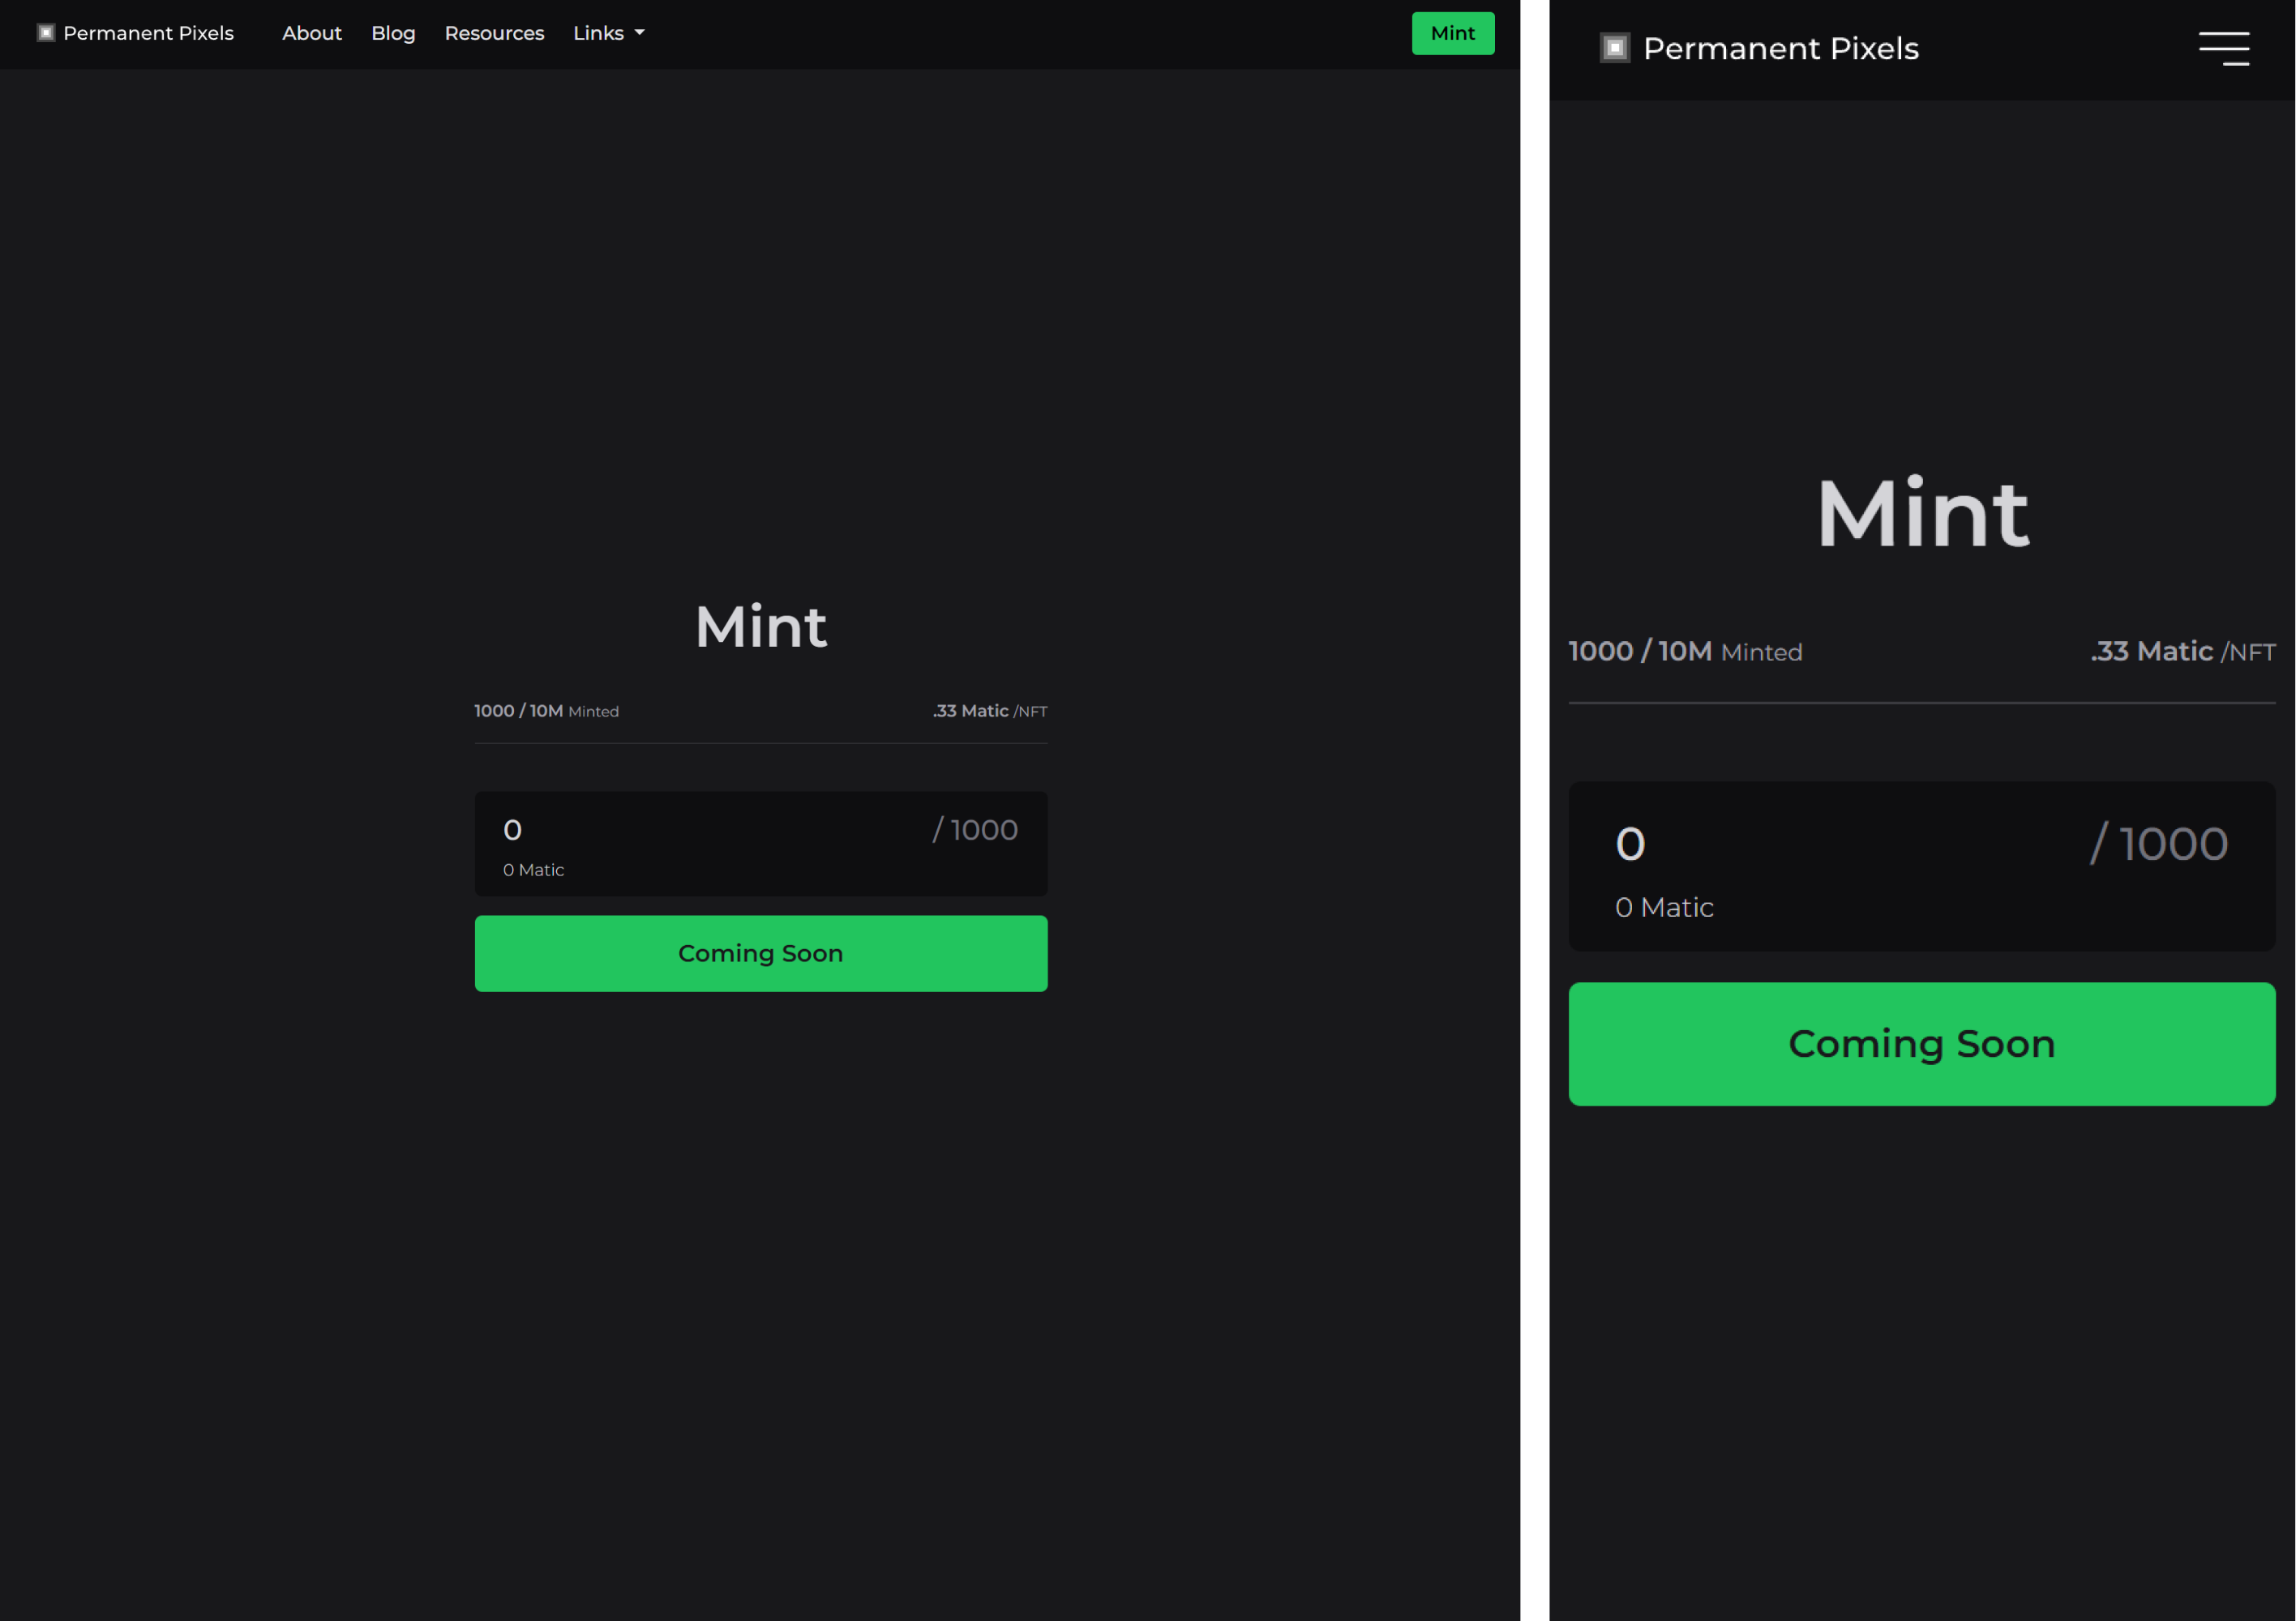 Permanent Pixels About Blog Resources Links Mint
Mint
1000 / 10M Minted .33 Matic /NFT
0 / 1000
0 Matic
Coming Soon
Permanent Pixels
Mint
1000 / 10M Minted .33 Matic /NFT
0 / 1000
0 Matic
Coming Soon